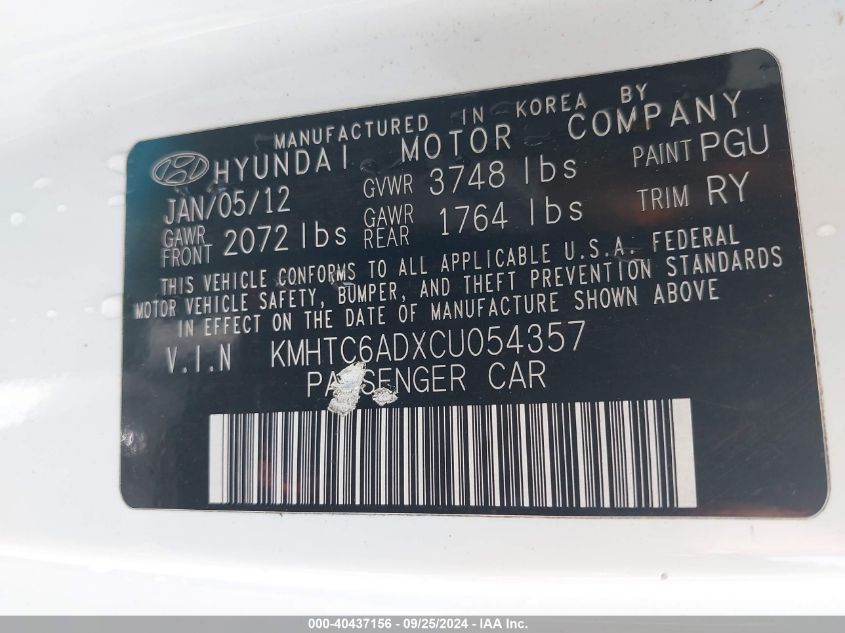 MANUFACTURED IN KOREA BY
HYUNDAI MOTOR COMPANY
JAN/05/12 GVWR 3748 lbs PAINT PGU
GAWR FRONT 2072 lbs GAWR REAR 1764 lbs TRIM RY
THIS VEHICLE CONFORMS TO ALL APPLICABLE U.S.A. FEDERAL
MOTOR VEHICLE SAFETY, BUMPER, AND THEFT PREVENTION STANDARDS
IN EFFECT ON THE DATE OF MANUFACTURE SHOWN ABOVE
V.I.N KMHTC6ADXCU054357
PASSENGER CAR
000-40437156 - 09/25/2024 - IAA, Inc.